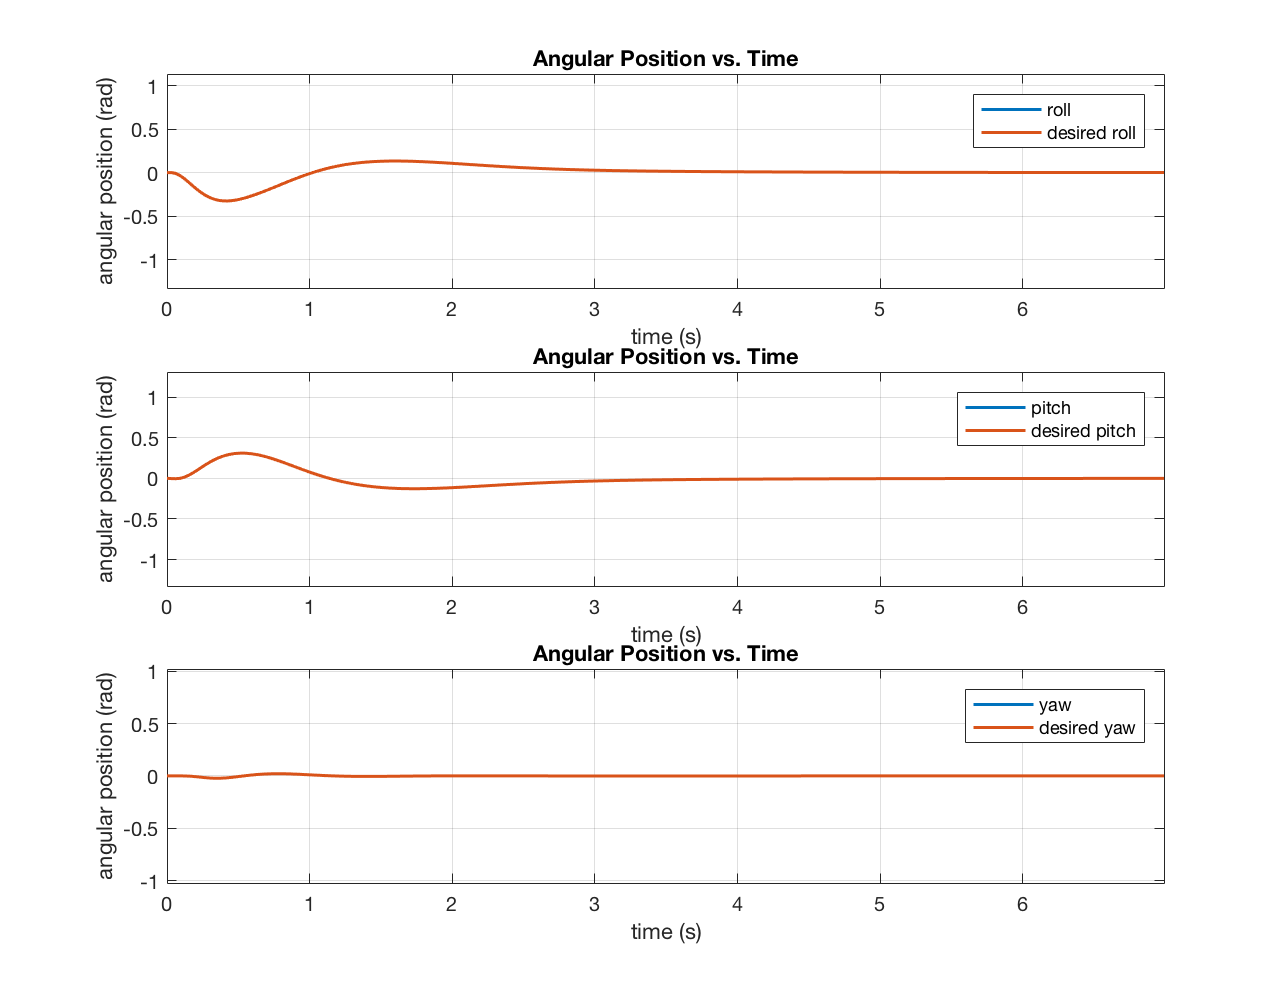 Angular Position vs. Time
angular position (rad)
1
0.5
0
-0.5
-1
roll
desired roll
0 1 2 3 4 5 6
time (s)
Angular Position vs. Time
angular position (rad)
1
0.5
0
-0.5
-1
pitch
desired pitch
0 1 2 3 4 5 6
time (s)
Angular Position vs. Time
angular position (rad)
1
0.5
0
-0.5
-1
yaw
desired yaw
0 1 2 3 4 5 6
time (s)